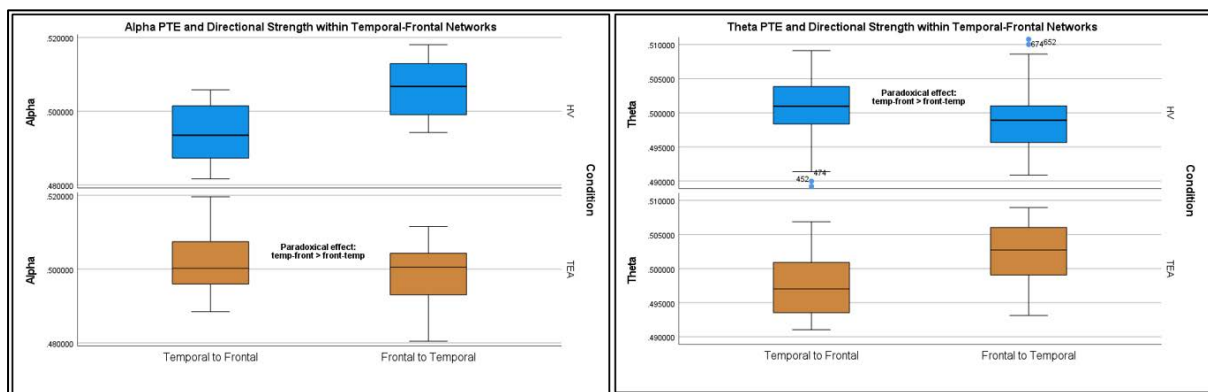 Alpha PTE and Directional Strength within Temporal-Frontal Networks
.520000
.500000
.480000
Alpha
HV
.520000
.500000
.480000
Alpha
Paradoxical effect:
temp-front > front-temp
TEA
Condition
Temporal to Frontal
Frontal to Temporal
Theta PTE and Directional Strength within Temporal-Frontal Networks
.510000
.505000
.500000
.495000
.490000
Theta
Paradoxical effect:
temp-front > front-temp
674 652
452 474
HV
.510000
.505000
.500000
.495000
.490000
Theta
TEA
Condition
Temporal to Frontal
Frontal to Temporal